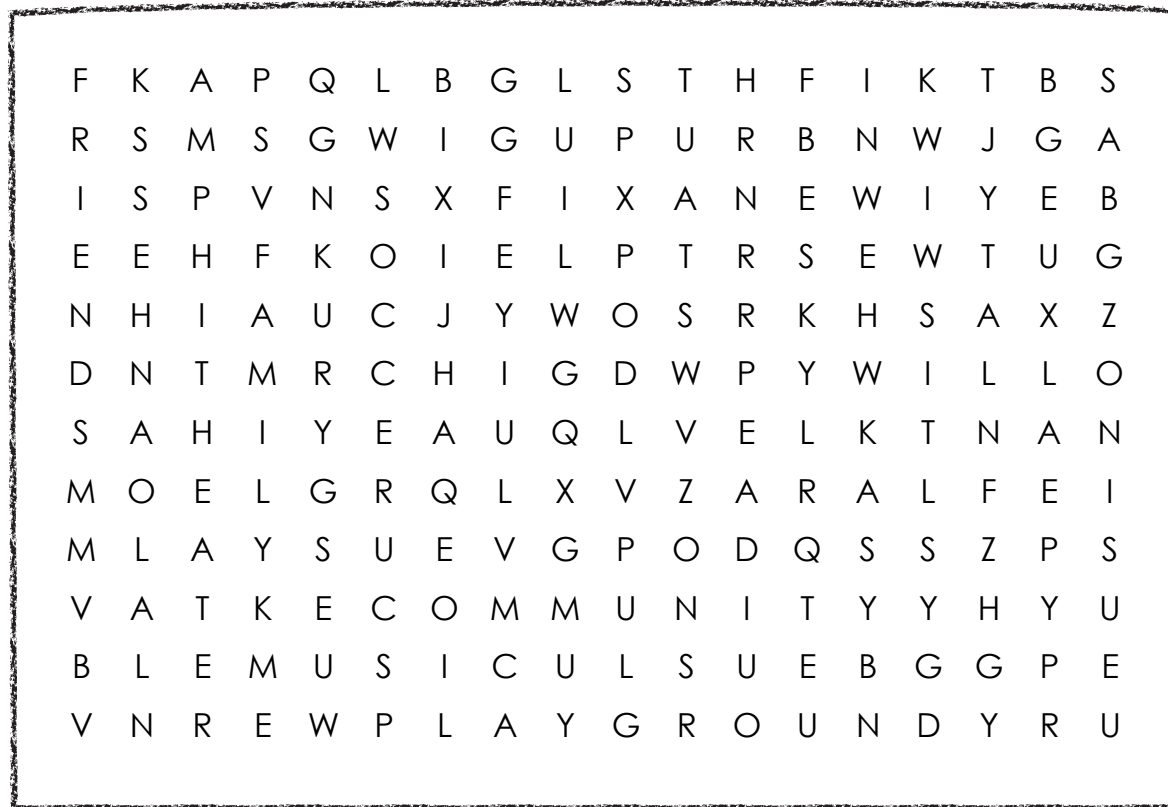 F K A P Q L B G L S T H F I K T B S
R S M S G W I G U P U R B N W J G A
I S P V N S X F I X A N E W I Y E B
E E H F K O I E L P T R S E W T U G
N H I A U C J Y W O S R K H S A X Z
D N T M R C H I G D W P Y W I L L O
S A H I Y E A U Q L V E L K T N A N
M O E L G R Q L X V Z A R A L F E I
M L A Y S U E V G P O D Q S S Z P S
V A T K E C O M M U N I T Y Y H Y U
B L E M U S I C U L S U E B G G P E
V N R E W P L A Y G R O U N D Y R U